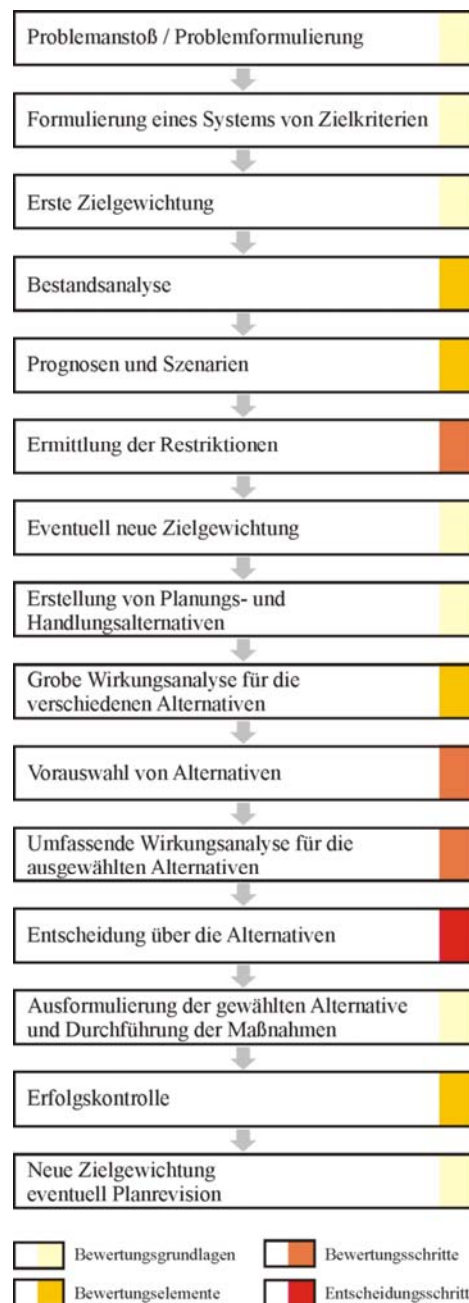 Problemanstoß / Problemformulierung
Formulierung eines Systems von Zielkriterien
Erste Zielgewichtung
Bestandsanalyse
Prognosen und Szenarien
Ermittlung der Restriktionen
Eventuell neue Zielgewichtung
Erstellung von Planungs- und
Handlungsalternativen
Grobe Wirkungsanalyse für die
verschiedenen Alternativen
Vorauswahl von Alternativen
Umfassende Wirkungsanalyse für die
ausgewählten Alternativen
Entscheidung über die Alternativen
Ausformulierung der gewählten Alternative
und Durchführung der Maßnahmen
Erfolgskontrolle
Neue Zielgewichtung
eventuell Planrevision
Bewertungsgrundlagen
Bewertungsschritte
Bewertungselemente
Entscheidungsschritt